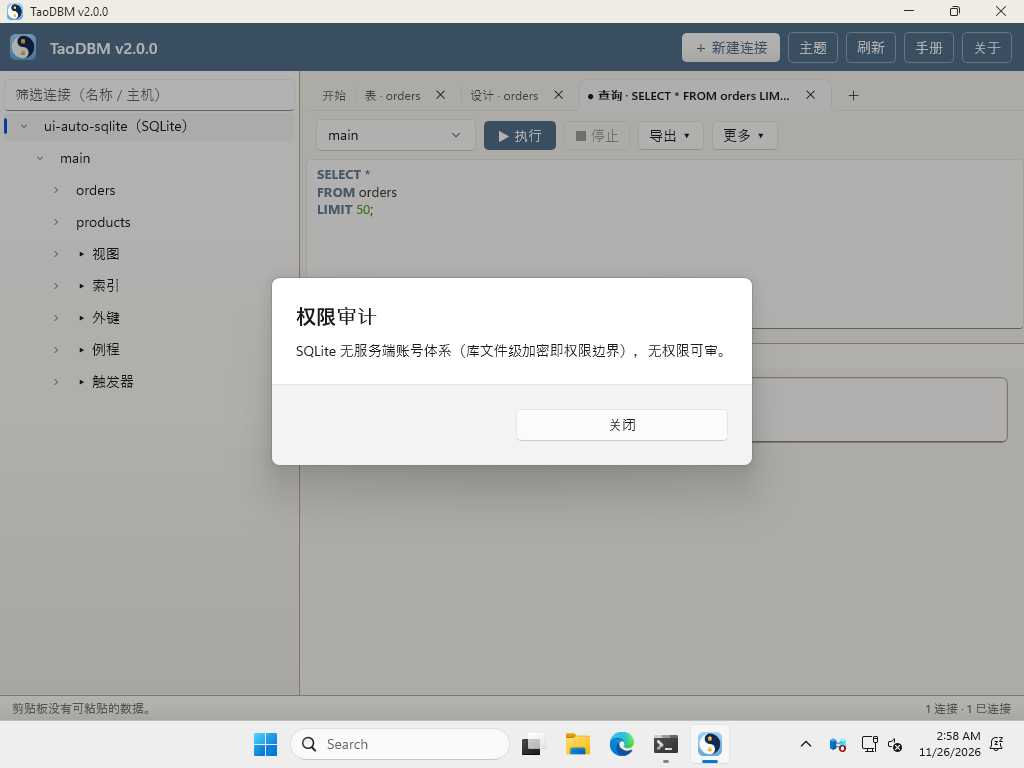 TaoDBM v2.0.0
TaoDBM v2.0.0
+ 新建连接 主题 刷新 手册 关于
筛选连接（名称 / 主机）
开始 表 · orders 设计 · orders • 查询 · SELECT * FROM orders LIM...
ui-auto-sqlite（SQLite）
main
orders
products
视图
索引
外键
例程
触发器
main 执行 停止 导出 更多
SELECT *
FROM orders
LIMIT 50;
权限审计
SQLite 无服务端账号体系（库文件级加密即权限边界），无权限可审。
关闭
剪贴板没有可粘贴的数据。
1 连接 · 1 已连接
Search
2:58 AM
11/26/2026